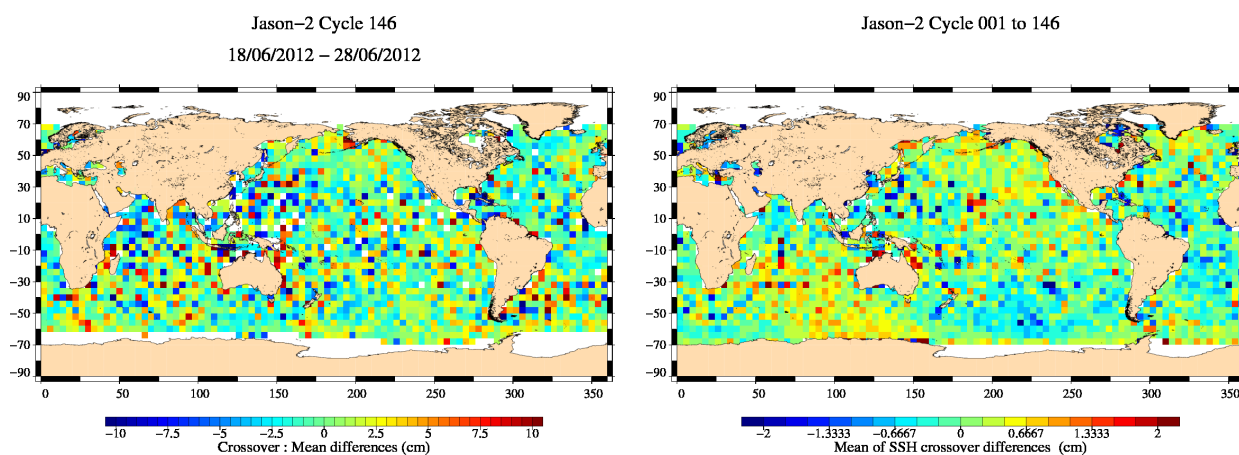 Jason−2 Cycle 146
18/06/2012 − 28/06/2012
90
70
50
30
10
−10
−30
−50
−70
−90
0 50 100 150 200 250 300 350
−10 −7.5 −5 −2.5 0 2.5 5 7.5 10
Crossover : Mean differences (cm)
Jason−2 Cycle 001 to 146
90
70
50
30
10
−10
−30
−50
−70
−90
0 50 100 150 200 250 300 350
−2 −1.3333 −0.6667 0 0.6667 1.3333 2
Mean of SSH crossover differences (cm)